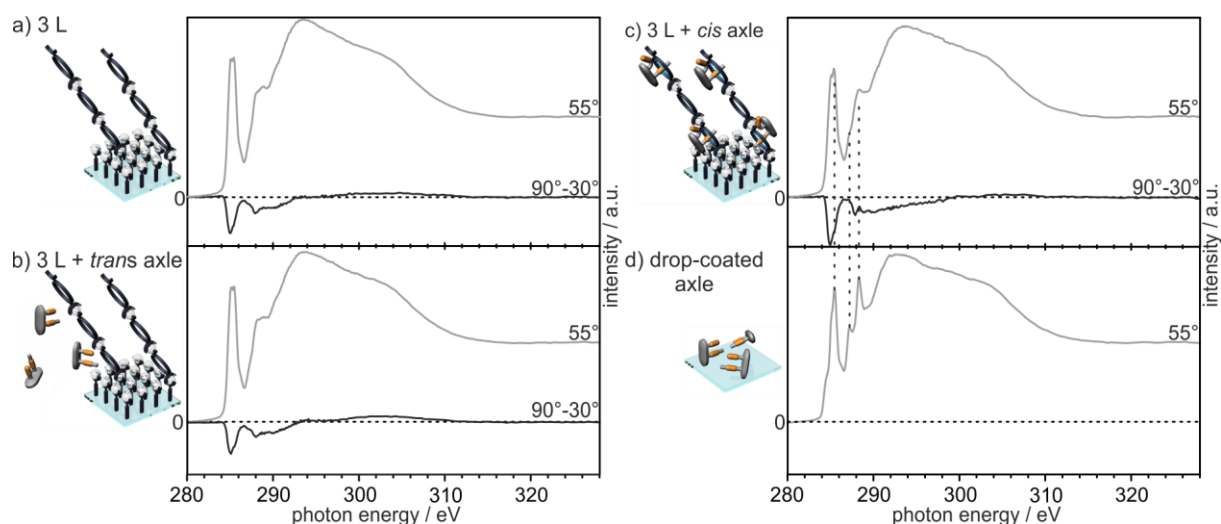 a) 3 L
55°
0
90°-30°
b) 3 L + trans axle
55°
0
90°-30°
280 290 300 310 320
photon energy / eV
intensity / a.u.
c) 3 L + cis axle
55°
0
90°-30°
d) drop-coated
axle
55°
0
280 290 300 310 320
photon energy / eV
intensity / a.u.